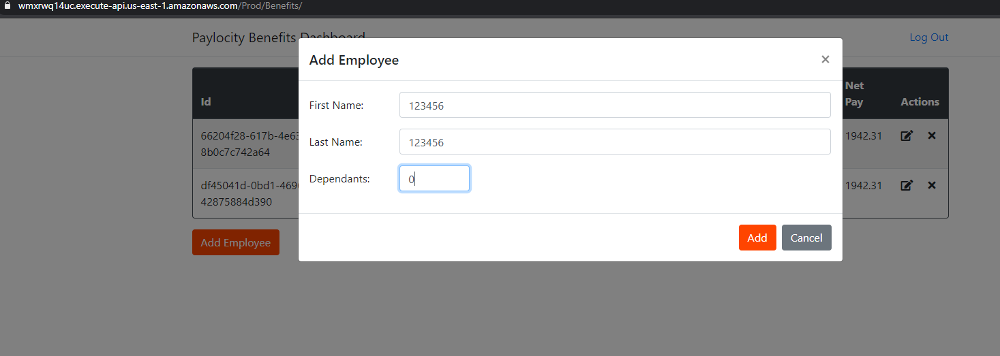 wmxrwq14uc.execute-api.us-east-1.amazonaws.com/Prod/Benefits/
Paylocity Benefits Dashboard
Log Out
Add Employee
×
First Name:
123456
Last Name:
123456
Dependants:
0
Add
Cancel
Id
Net
Pay
Actions
66204f28-617b-4e63
8b0c7c742a64
1942.31
df45041d-0bd1-469
42875884d390
1942.31
Add Employee